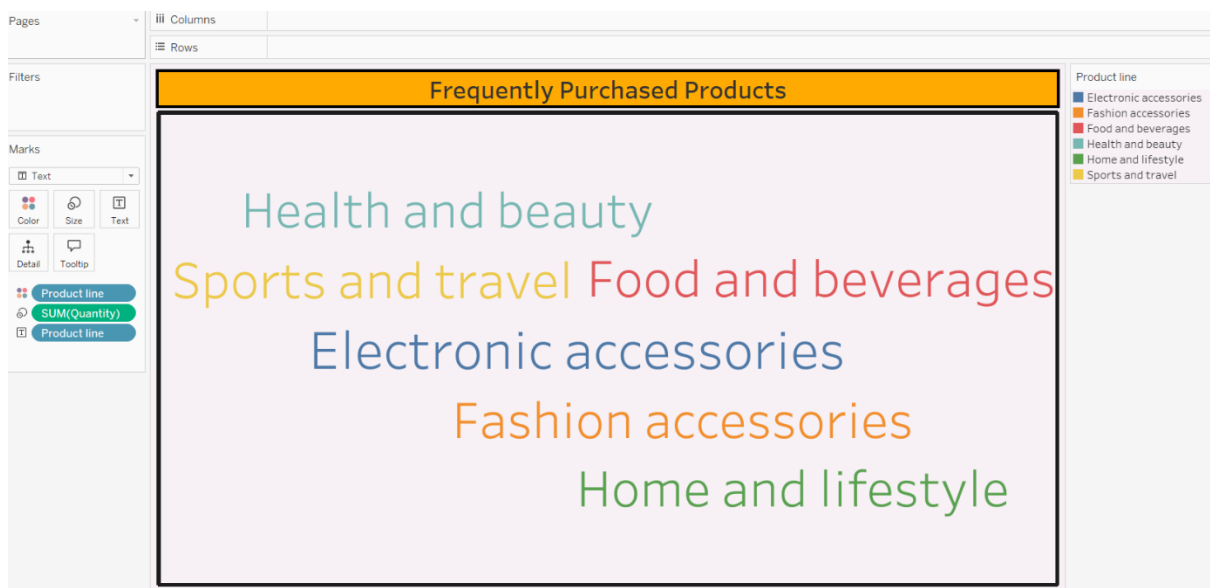 Pages
Columns
Rows
Filters
Marks
Text
Color Size Text
Detail Tooltip
Product line
SUM(Quantity)
Product line
Frequently Purchased Products
Health and beauty
Sports and travel Food and beverages
Electronic accessories
Fashion accessories
Home and lifestyle
Product line
Electronic accessories
Fashion accessories
Food and beverages
Health and beauty
Home and lifestyle
Sports and travel